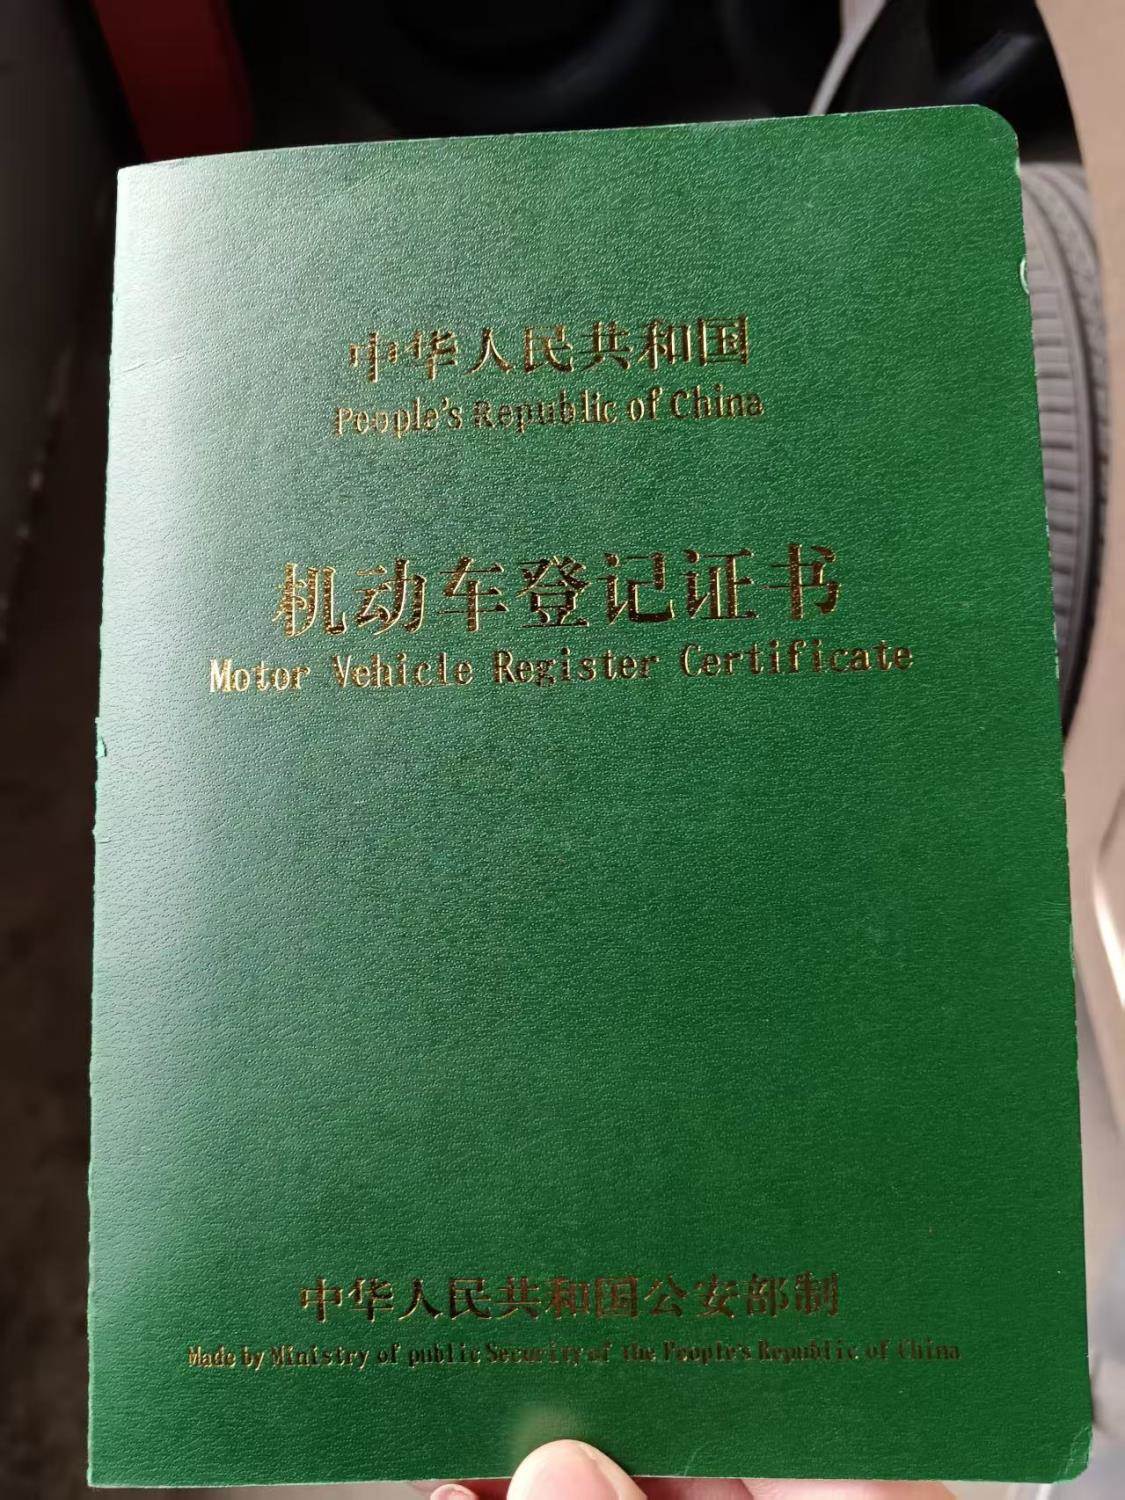 中华人民共和国
People's Republic of China
机动车登记证书
Motor Vehicle Register Certificate
中华人民共和国公安部制
Made by Ministry of public Security of the People's Republic of China